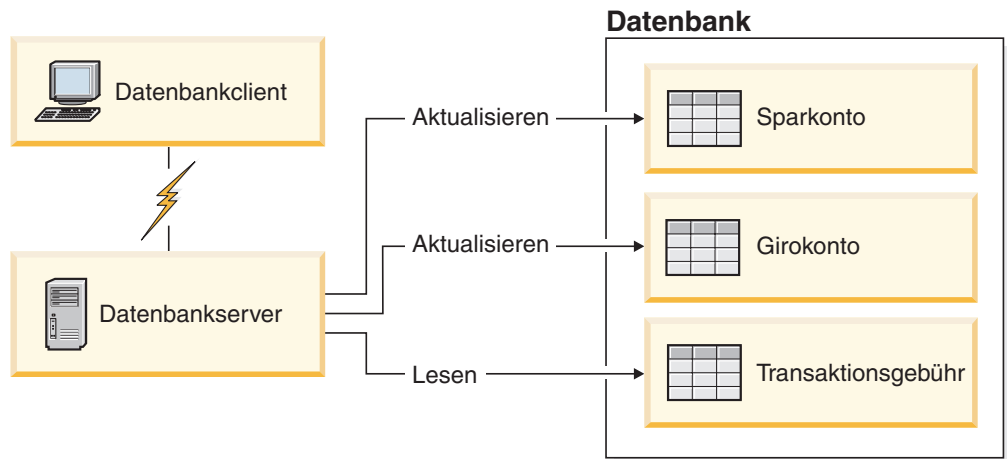 Datenbank
Datenbankclient
Aktualisieren
Sparkonto
Aktualisieren
Girokonto
Datenbankserver
Lesen
Transaktionsgebühr